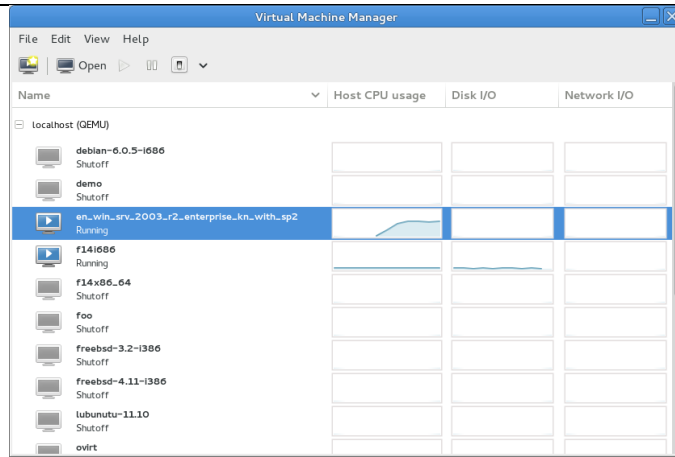 Virtual Machine Manager
File Edit View Help
Open
Name Host CPU usage Disk I/O Network I/O
localhost (QEMU)
debian-6.0.5-i686
Shutoff
demo
Shutoff
en_win_srv_2003_r2_enterprise_kn_with_sp2
Running
f14i686
Running
f14x86_64
Shutoff
foo
Shutoff
freebsd-3.2-i386
Shutoff
freebsd-4.11-i386
Shutoff
lubunutu-11.10
Shutoff
ovirt